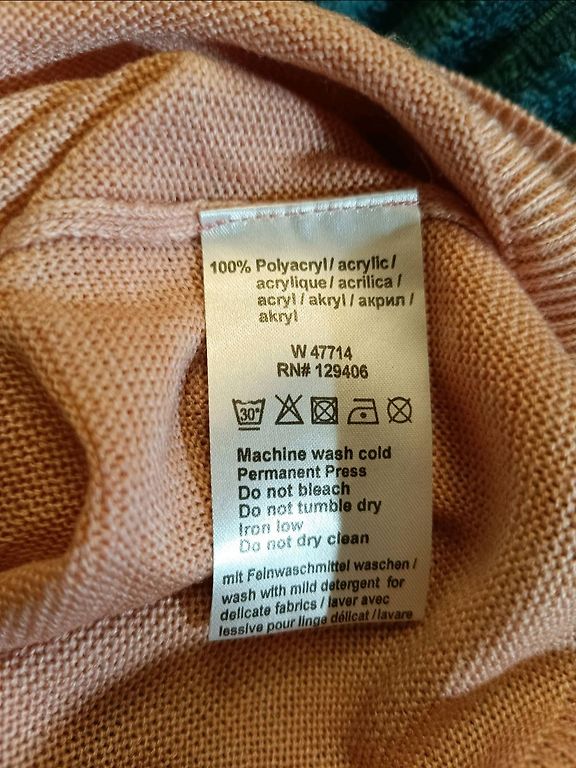 100% Polyacryl / acrylic /
acrylique / acrilica /
acryl / akryl / акрил /
akryl
W 47714
RN# 129406
30°
Machine wash cold
Permanent Press
Do not bleach
Do not tumble dry
Iron low
Do not dry clean
mit Feinwaschmittel waschen /
wash with mild detergent for
delicate fabrics / laver avec
lessive pour linge délicat / lavare